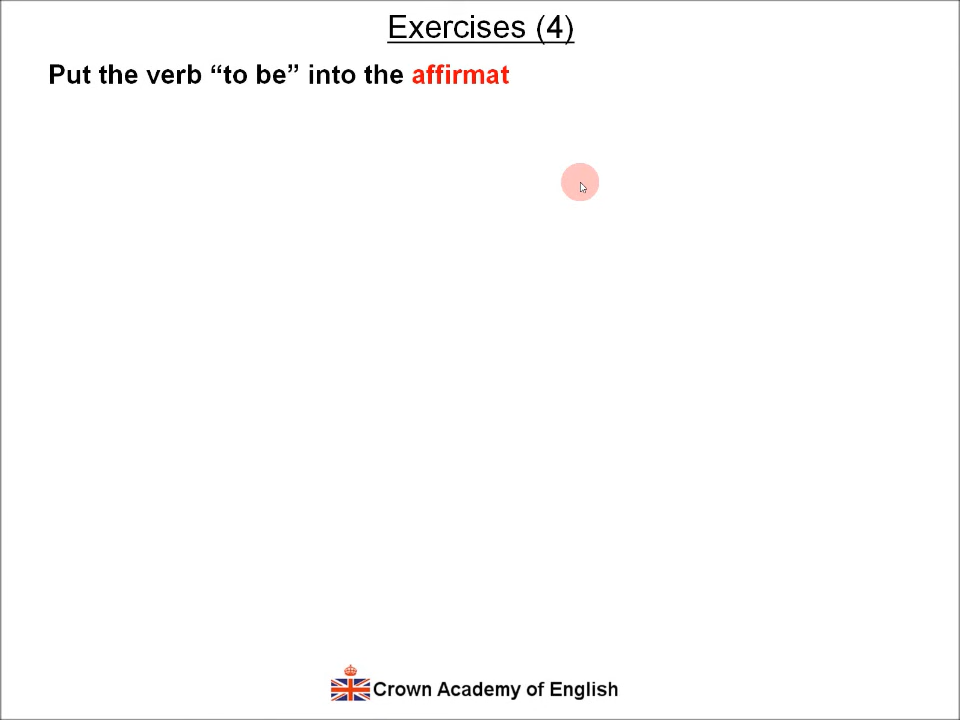 Exercises (4)
Put the verb “to be” into the affirmat
Crown Academy of English